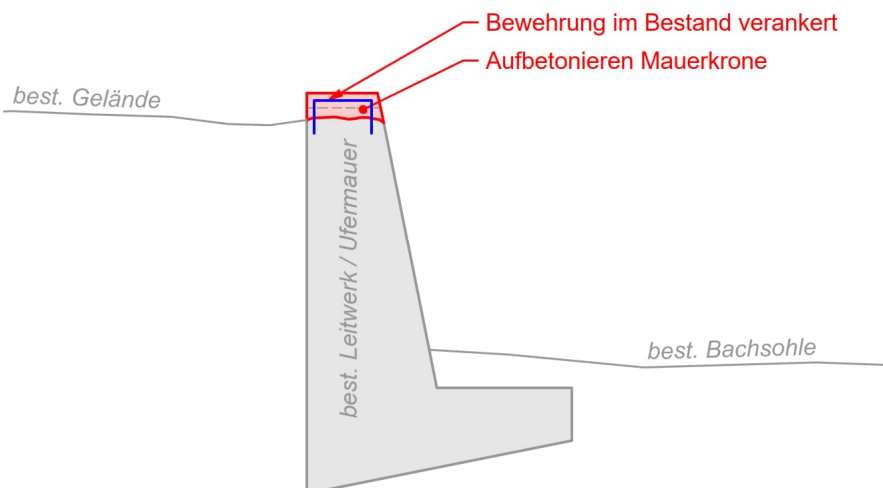 Bewehrung im Bestand verankert
Aufbetonieren Mauerkrone
best. Gelände
best. Leitwerk / Ufermauer
best. Bachsohle